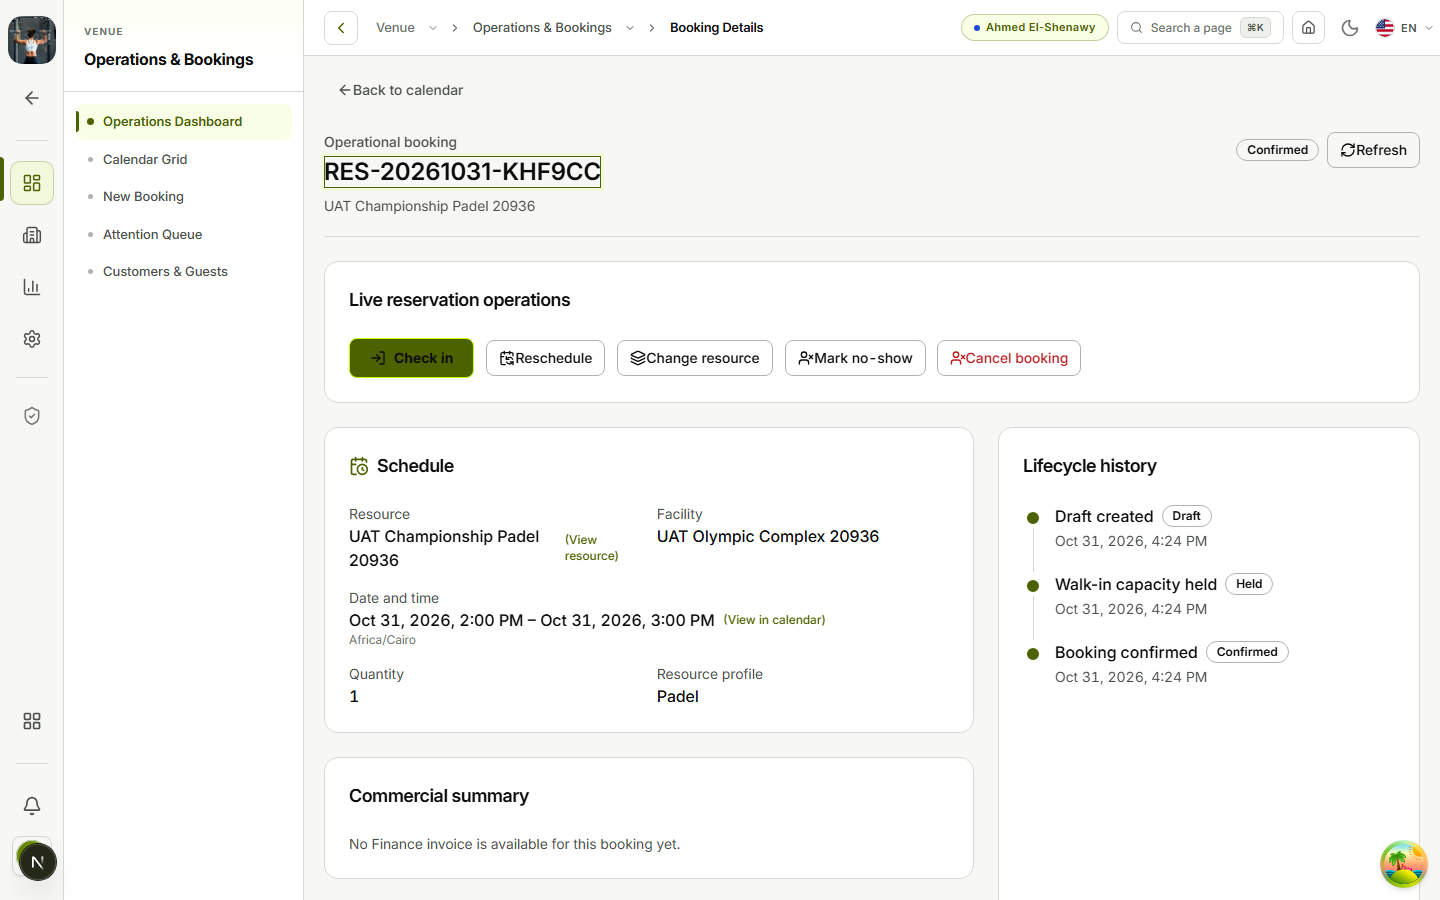 VENUE
Operations & Bookings
Operations Dashboard
Calendar Grid
New Booking
Attention Queue
Customers & Guests
N
Venue
Operations & Bookings
Booking Details
Ahmed El-Shenawy
Search a page
⌘K
EN
Back to calendar
Operational booking
RES-20261031-KHF9CC
UAT Championship Padel 20936
Confirmed
Refresh
Live reservation operations
Check in
Reschedule
Change resource
Mark no-show
Cancel booking
Schedule
Resource
UAT Championship Padel
20936
(View
resource)
Facility
UAT Olympic Complex 20936
Date and time
Oct 31, 2026, 2:00 PM – Oct 31, 2026, 3:00 PM (View in calendar)
Africa/Cairo
Quantity
1
Resource profile
Padel
Commercial summary
No Finance invoice is available for this booking yet.
Lifecycle history
Draft created Draft
Oct 31, 2026, 4:24 PM
Walk-in capacity held Held
Oct 31, 2026, 4:24 PM
Booking confirmed Confirmed
Oct 31, 2026, 4:24 PM